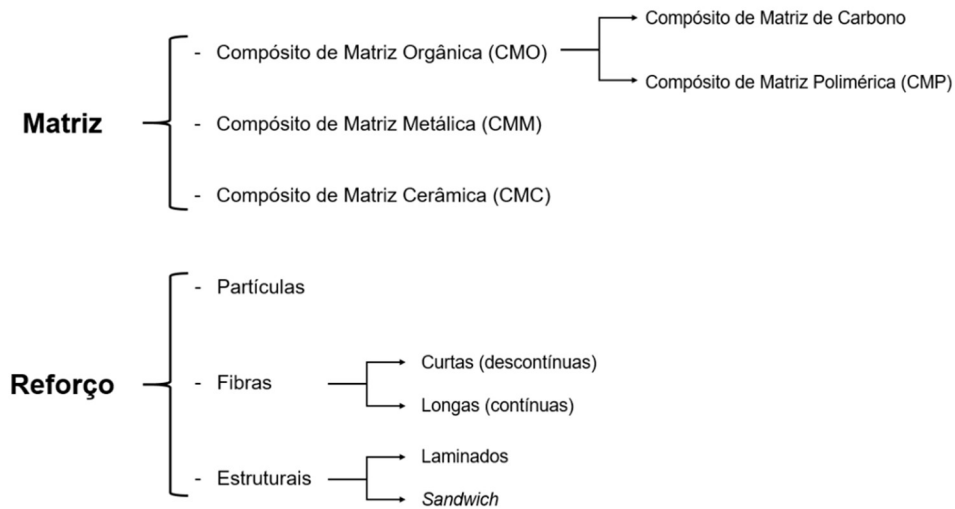 Matriz
- Compósito de Matriz Orgânica (CMO)
Compósito de Matriz de Carbono
Compósito de Matriz Polimérica (CMP)
- Compósito de Matriz Metálica (CMM)
- Compósito de Matriz Cerâmica (CMC)
Reforço
- Partículas
- Fibras
Curtas (descontínuas)
Longas (contínuas)
- Estruturais
Laminados
Sandwich